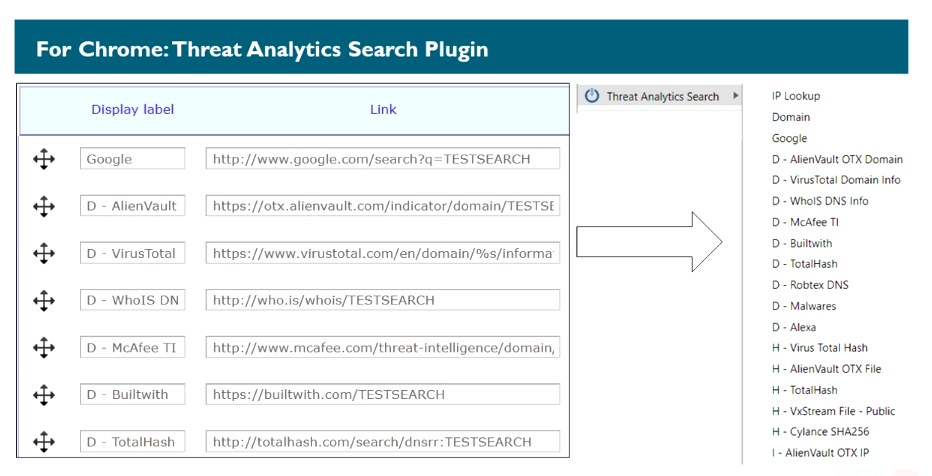 For Chrome: Threat Analytics Search Plugin
Display label Link
Google http://www.google.com/search?q=TESTSEARCH
D - AlienVault https://otx.alienvault.com/indicator/domain/TESTSE
D - VirusTotal https://www.virustotal.com/en/domain/%s/informa
D - WhoIS DN http://who.is/whois/TESTSEARCH
D - McAfee TI http://www.mcafee.com/threat-intelligence/domain,
D - Builtwith https://builtwith.com/TESTSEARCH
D - TotalHash http://totalhash.com/search/dnsrr:TESTSEARCH
Threat Analytics Search
IP Lookup
Domain
Google
D - AlienVault OTX Domain
D - VirusTotal Domain Info
D - WhoIS DNS Info
D - McAfee TI
D - Builtwith
D - TotalHash
D - Robtex DNS
D - Malwares
D - Alexa
H - Virus Total Hash
H - AlienVault OTX File
H - TotalHash
H - VxStream File - Public
H - Cylance SHA256
I - AlienVault OTX IP